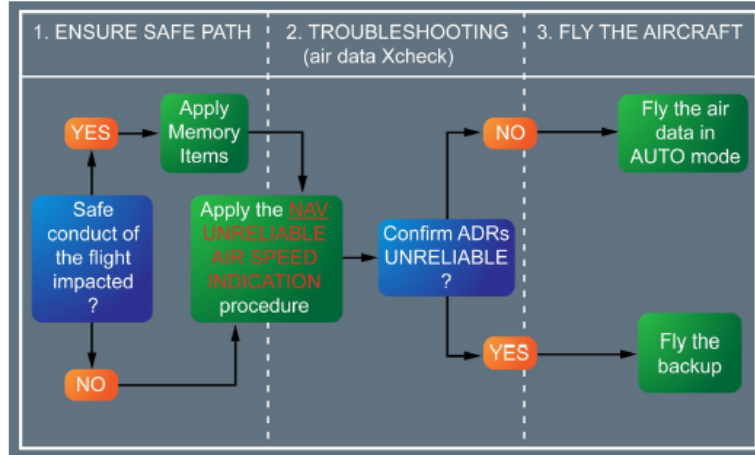 1. ENSURE SAFE PATH
2. TROUBLESHOOTING
(air data Xcheck)
3. FLY THE AIRCRAFT
YES
Apply
Memory
Items
Safe
conduct of
the flight
impacted
?
NO
Apply the NAV
UNRELIABLE
AIR SPEED
INDICATION
procedure
Confirm ADRs
UNRELIABLE
?
NO
Fly the air
data in
AUTO mode
YES
Fly the
backup